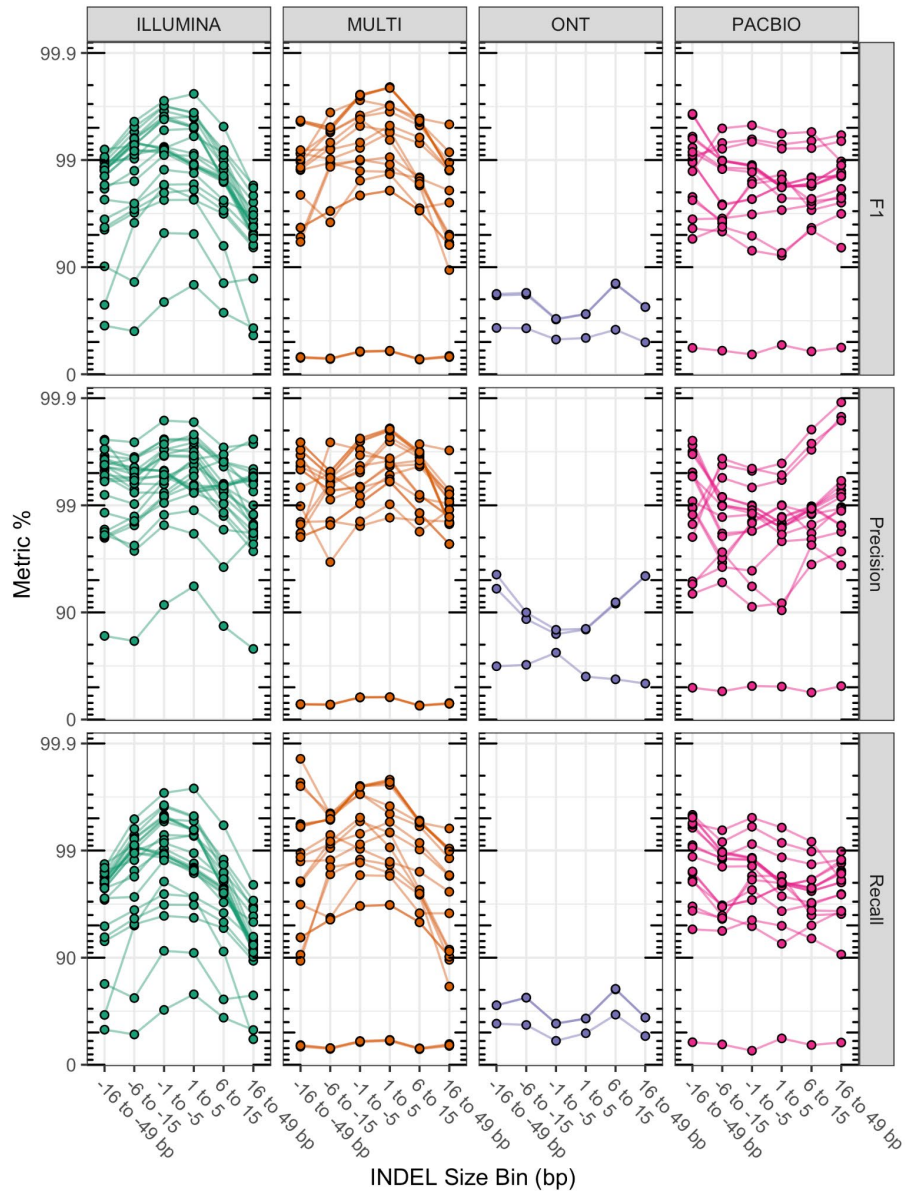 ILLUMINA MULTI ONT PACBIO
99.9
99
90
0
F1
99.9
99
90
0
Precision
99.9
99
90
0
Recall
Metric %
-16 to -49 bp
-6 to -15
-1 to -5
1 to 5
6 to 15
16 to 49 bp
-16 to -49 bp
-6 to -15
-1 to -5
1 to 5
6 to 15
16 to 49 bp
-16 to -49 bp
-6 to -15
-1 to -5
1 to 5
6 to 15
16 to 49 bp
-16 to -49 bp
-6 to -15
-1 to -5
1 to 5
6 to 15
16 to 49 bp
INDEL Size Bin (bp)